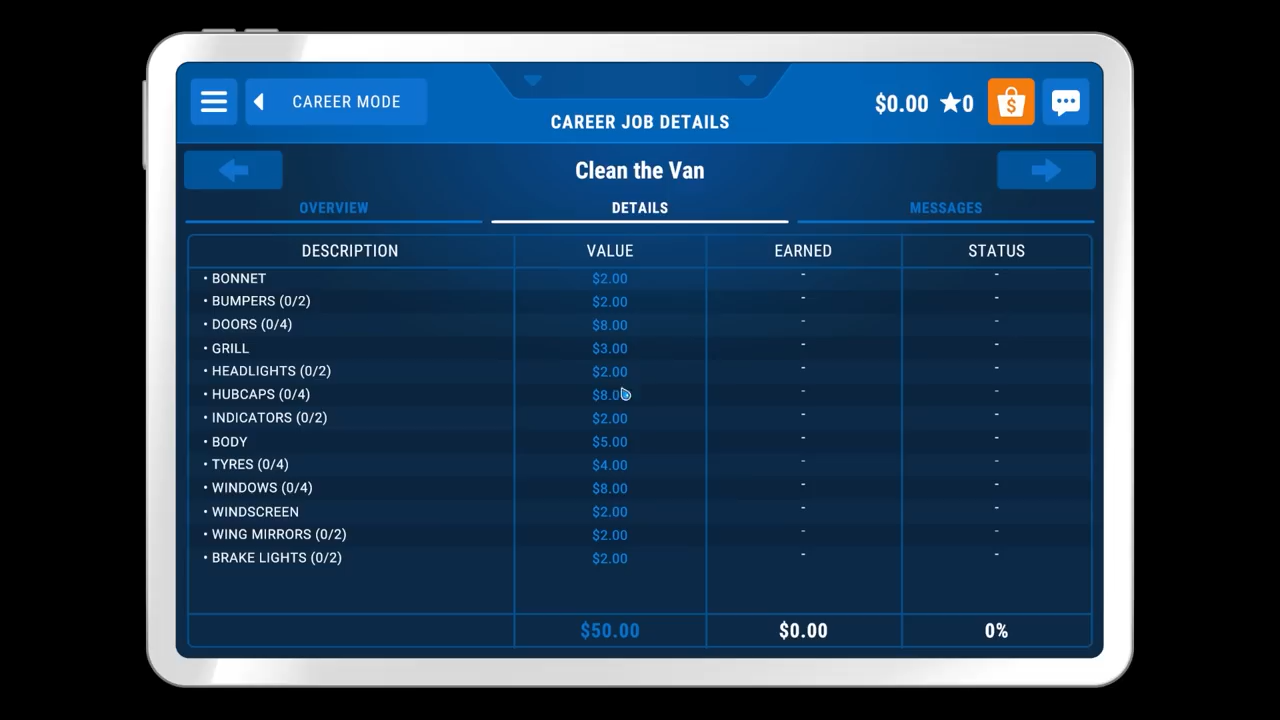 CAREER MODE
$0.00 ★0
CAREER JOB DETAILS
Clean the Van
OVERVIEW DETAILS MESSAGES
DESCRIPTION VALUE EARNED STATUS
• BONNET $2.00 - -
• BUMPERS (0/2) $2.00 - -
• DOORS (0/4) $8.00 - -
• GRILL $3.00 - -
• HEADLIGHTS (0/2) $2.00 - -
• HUBCAPS (0/4) $8.00 - -
• INDICATORS (0/2) $2.00 - -
• BODY $5.00 - -
• TYRES (0/4) $4.00 - -
• WINDOWS (0/4) $8.00 - -
• WINDSCREEN $2.00 - -
• WING MIRRORS (0/2) $2.00 - -
• BRAKE LIGHTS (0/2) $2.00 - -
$50.00 $0.00 0%